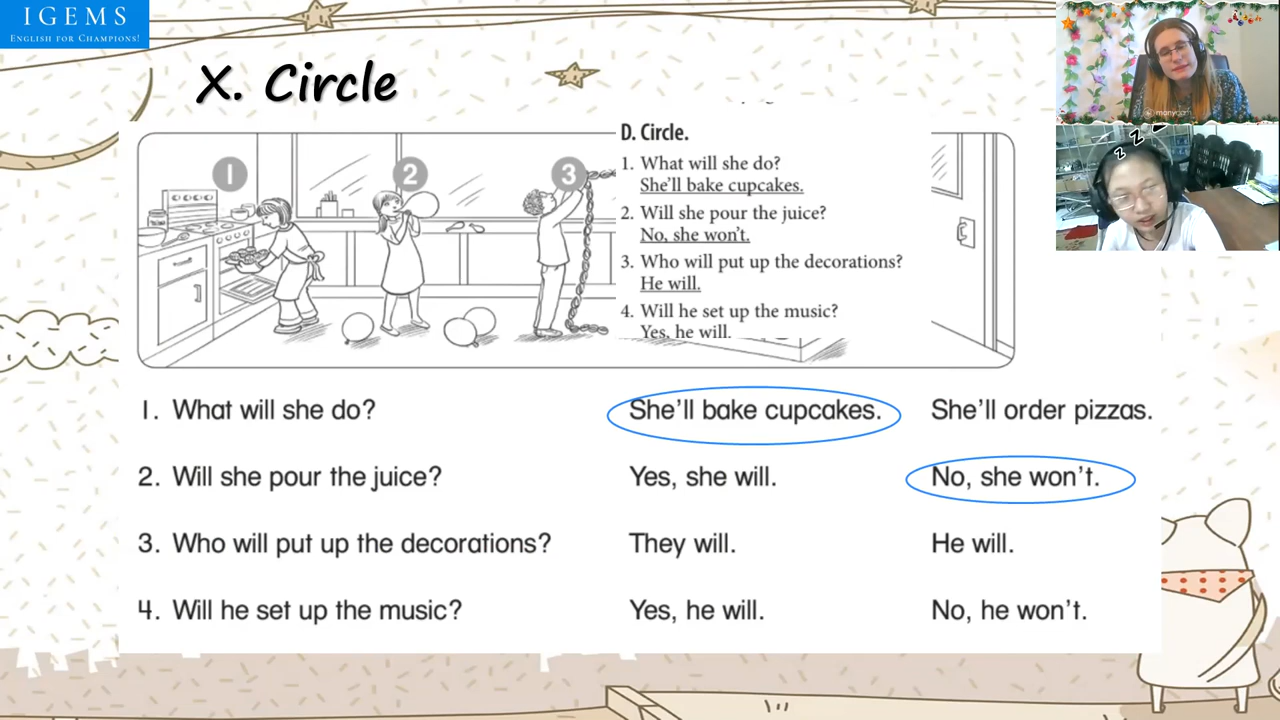 IGEMS
ENGLISH FOR CHAMPIONS!
X. Circle
1
2
3
D. Circle.
1. What will she do?
She'll bake cupcakes.
2. Will she pour the juice?
No, she won't.
3. Who will put up the decorations?
He will.
4. Will he set up the music?
Yes, he will.
1. What will she do? She'll bake cupcakes. She'll order pizzas.
2. Will she pour the juice? Yes, she will. No, she won't.
3. Who will put up the decorations? They will. He will.
4. Will he set up the music? Yes, he will. No, he won't.
z z z